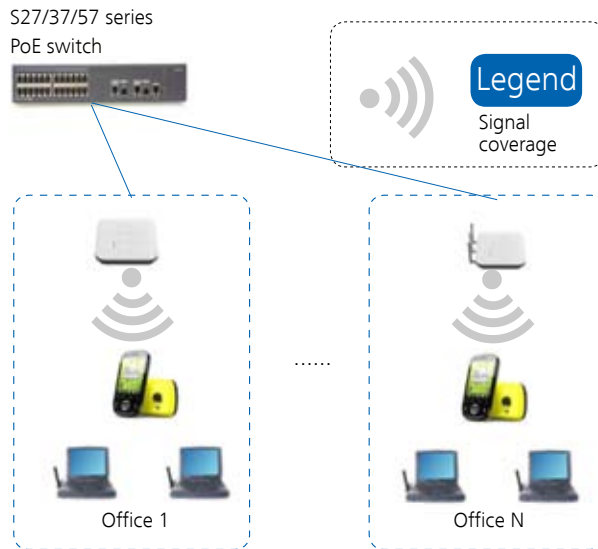 S27/37/57 series
PoE switch
Legend
Signal
coverage
......
Office 1
Office N